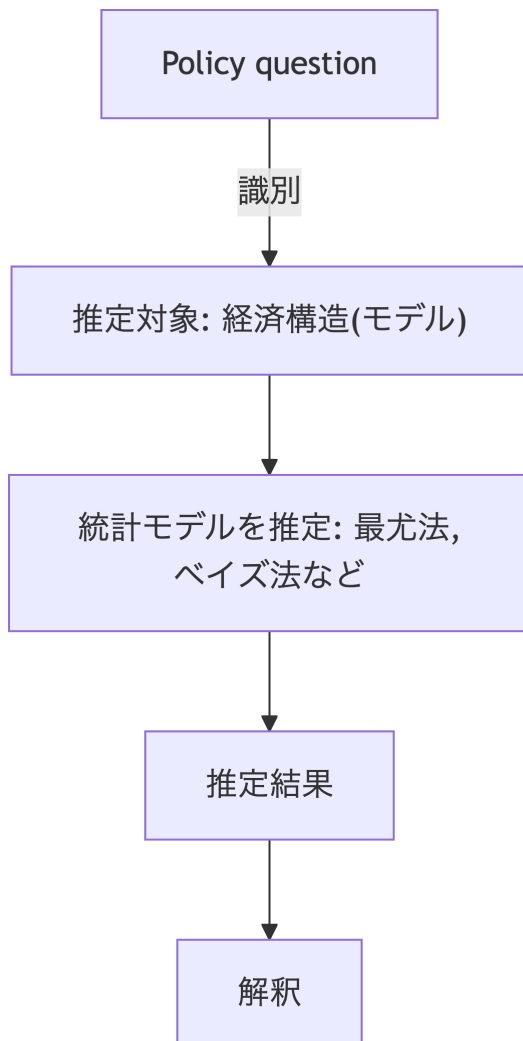 Policy question
識別
推定対象: 経済構造(モデル)
統計モデルを推定: 最尤法,
ベイズ法など
推定結果
解釈